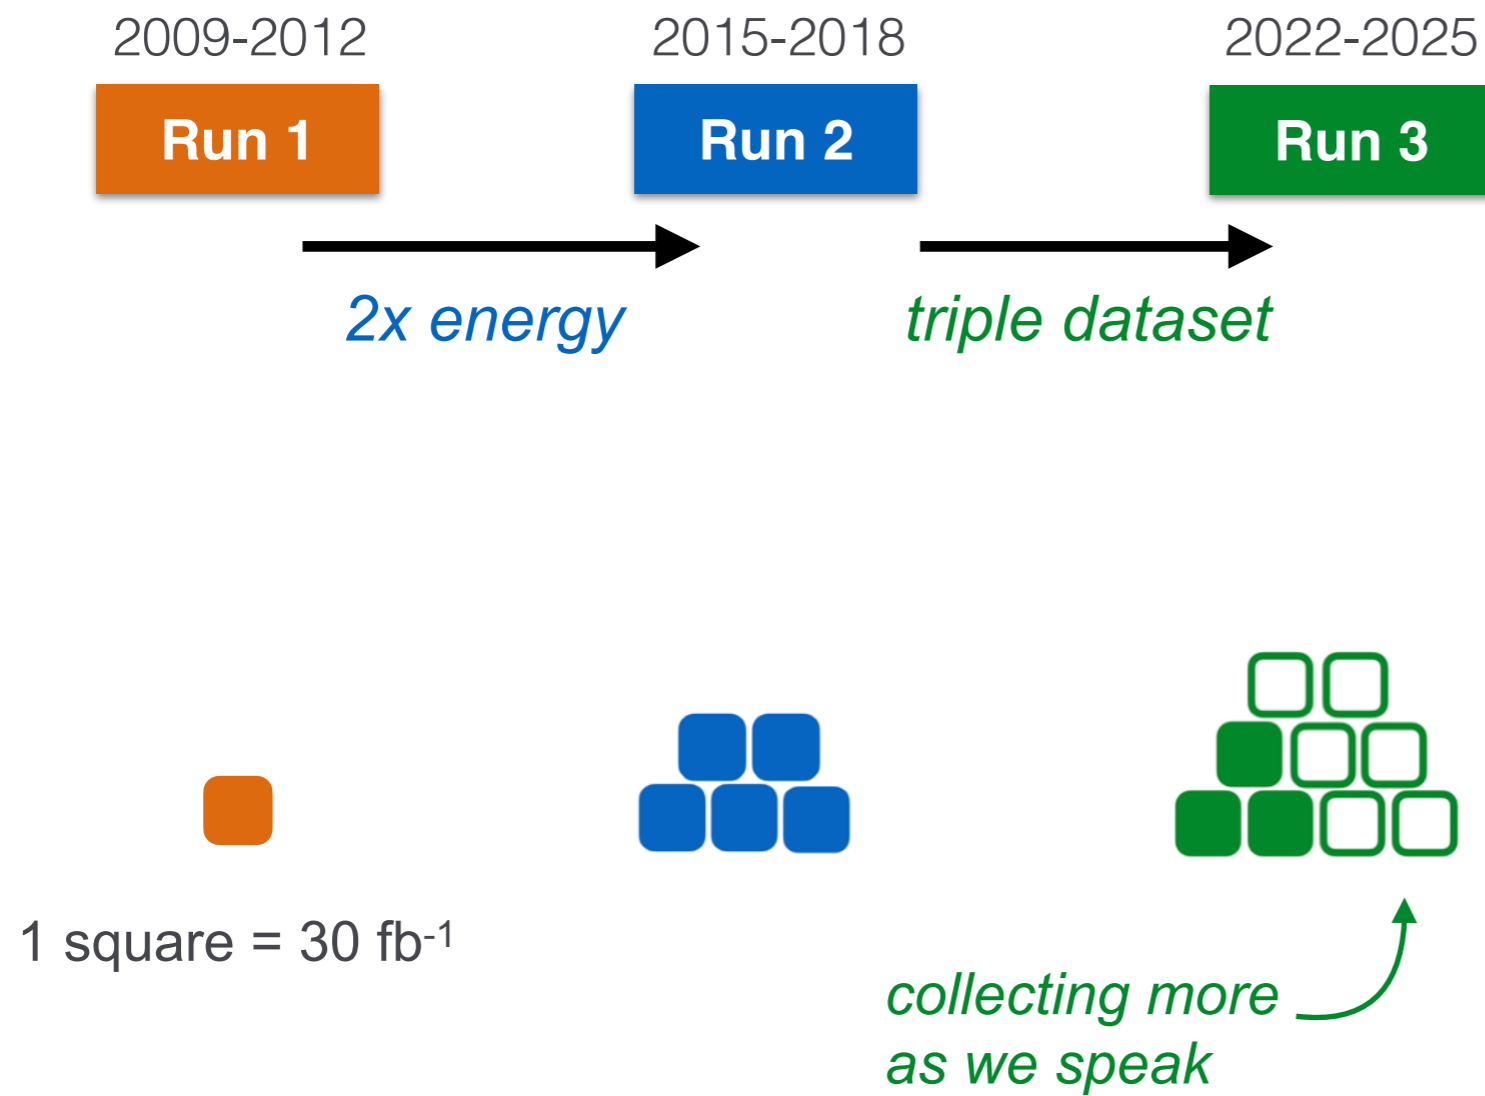 2009-2012
2015-2018
2022-2025
Run 1
Run 2
Run 3
2x energy
triple dataset
1 square = 30 fb-1
collecting more
as we speak